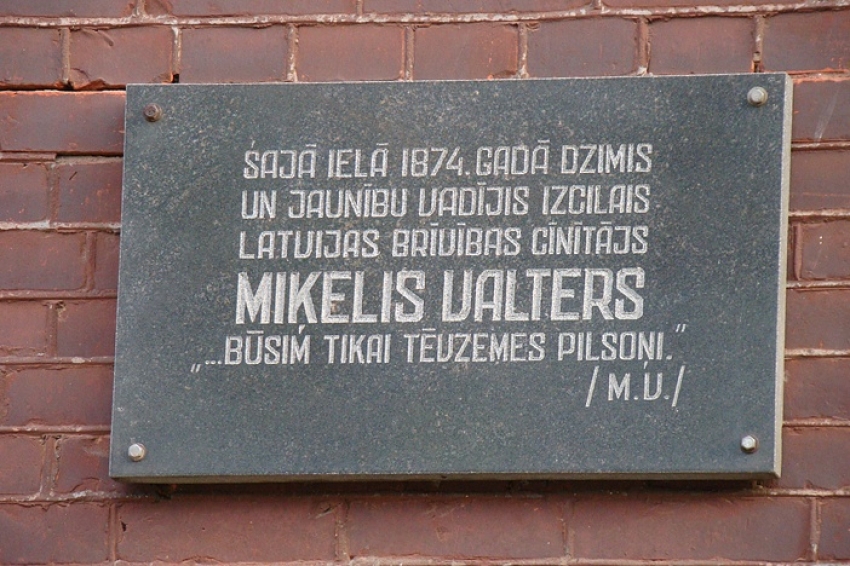 ŠAJĀ IELĀ 1874. GADĀ DZIMIS
UN JAUNĪBU VADĪJIS IZCILAIS
LATVIJAS BRĪVĪBAS CĪNĪTĀJS
MIĶELIS VALTERS
„...BŪSIM TIKAI TĒVZEMES PILSOŅI.”
/M.V./